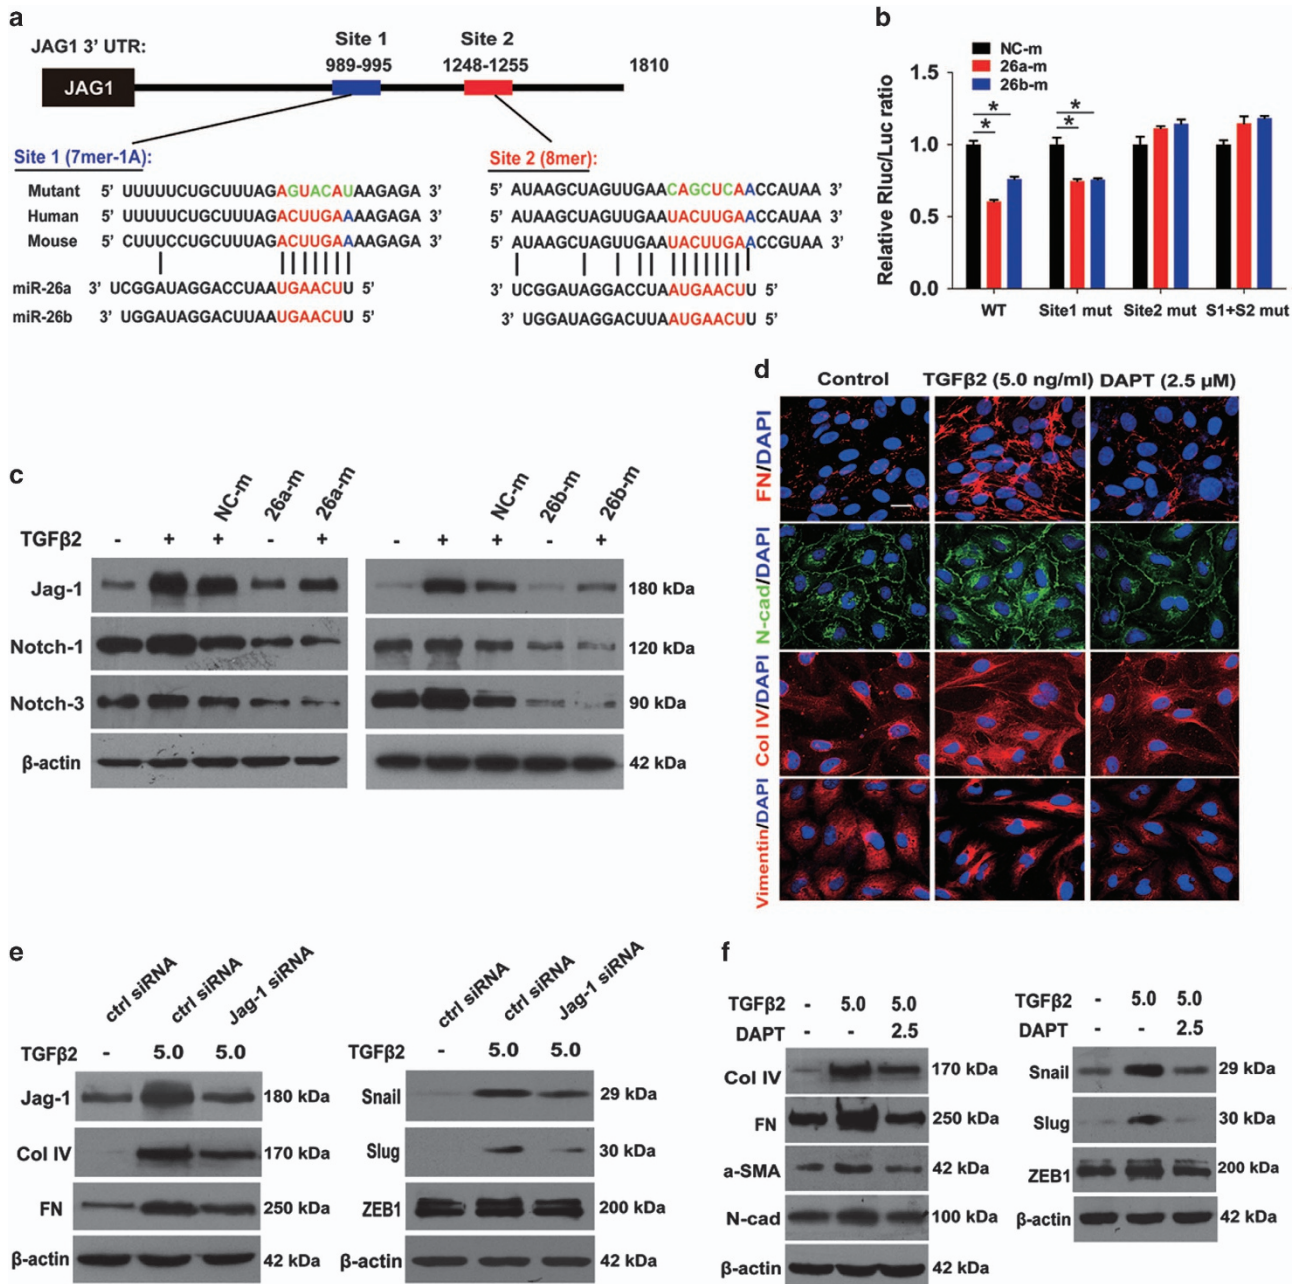 a
JAG1 3' UTR:
Site 1
989-995
Site 2
1248-1255
1810
JAG1
Site 1 (7mer-1A):
Mutant 5' UUUUUCUGCUUUAGAGUACAUAAGAGA 3'
Human 5' UUUUUCUGCUUUAGACUUGAAAAGAGA 3'
Mouse 5' CUUUCCUGCUUUAGACUUGAAAAGAGA 3'
miR-26a 3' UCGGAUAGGACCUAAUGAACUU 5'
miR-26b 3' UGGAUAGGACUUAAUGAACUU 5'
Site 2 (8mer):
5' AUAAGCUAGUUGAACAGCUCAACCAUAA 3'
5' AUAAGCUAGUUGAAUACUUGAACCAUAA 3'
5' AUAAGCUAGUUGAAUACUUGAACCGUAA 3'
3' UCGGAUAGGACCUAAUGAACUU 5'
3' UGGAUAGGACUUAAUGAACUU 5'
b
NC-m
26a-m
26b-m
Relative Rluc/Luc ratio
1.5
1.0
0.5
0.0
* * * *
WT Site1 mut Site2 mut S1+S2 mut
c
NC-m 26a-m 26a-m NC-m 26b-m 26b-m
TGFβ2 - + + - + - + + - +
Jag-1 180 kDa
Notch-1 120 kDa
Notch-3 90 kDa
β-actin 42 kDa
d
Control TGFβ2 (5.0 ng/ml) DAPT (2.5 µM)
FN/DAPI
N-cad/DAPI
Col IV/DAPI
Vimentin/DAPI
e
ctrl siRNA ctrl siRNA Jag-1 siRNA
TGFβ2 - 5.0 5.0
Jag-1 180 kDa
Col IV 170 kDa
FN 250 kDa
β-actin 42 kDa
ctrl siRNA ctrl siRNA Jag-1 siRNA
TGFβ2 - 5.0 5.0
Snail 29 kDa
Slug 30 kDa
ZEB1 200 kDa
β-actin 42 kDa
f
TGFβ2 - 5.0 5.0
DAPT - - 2.5
Col IV 170 kDa
FN 250 kDa
a-SMA 42 kDa
N-cad 100 kDa
β-actin 42 kDa
TGFβ2 - 5.0 5.0
DAPT - - 2.5
Snail 29 kDa
Slug 30 kDa
ZEB1 200 kDa
β-actin 42 kDa